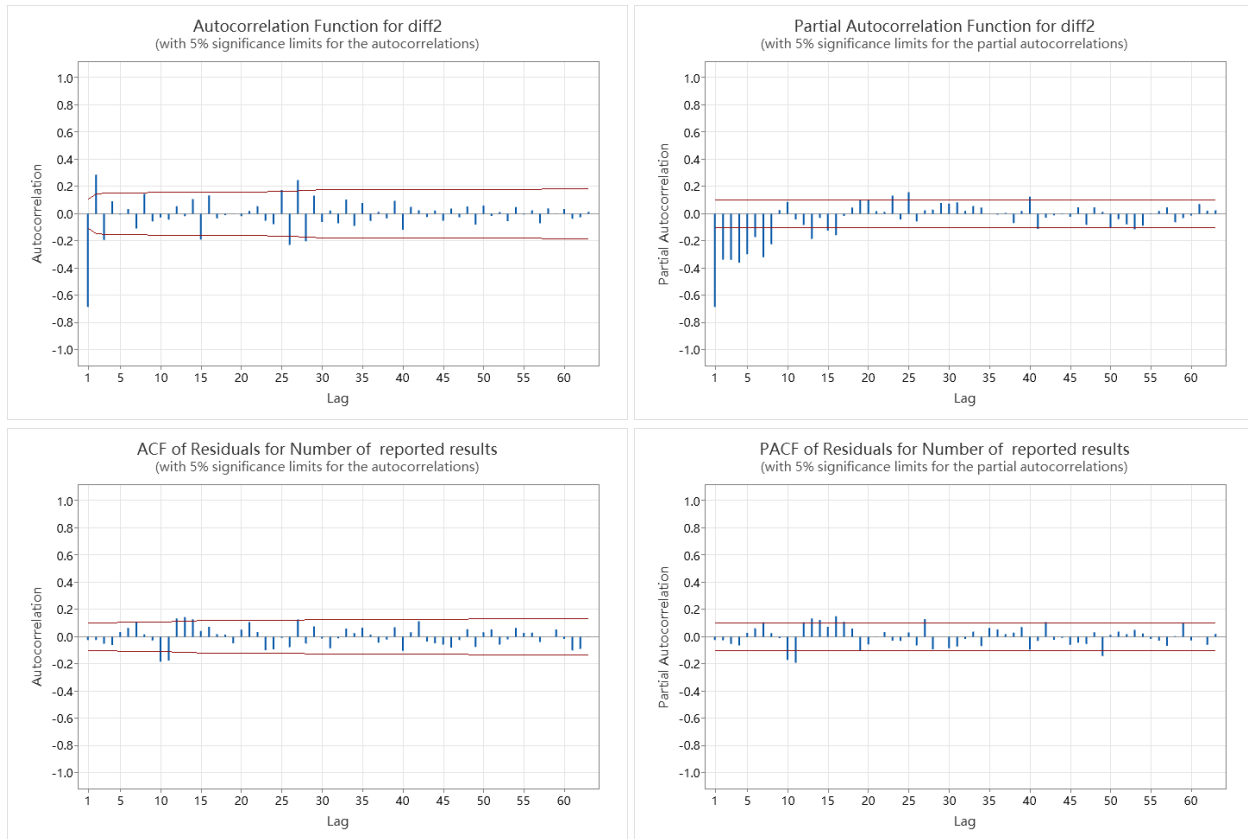 Autocorrelation Function for diff2
(with 5% significance limits for the autocorrelations)
1.0
0.8
0.6
0.4
0.2
0.0
-0.2
-0.4
-0.6
-0.8
-1.0
Autocorrelation
1 5 10 15 20 25 30 35 40 45 50 55 60
Lag
Partial Autocorrelation Function for diff2
(with 5% significance limits for the partial autocorrelations)
1.0
0.8
0.6
0.4
0.2
0.0
-0.2
-0.4
-0.6
-0.8
-1.0
Partial Autocorrelation
1 5 10 15 20 25 30 35 40 45 50 55 60
Lag
ACF of Residuals for Number of  reported results
(with 5% significance limits for the autocorrelations)
1.0
0.8
0.6
0.4
0.2
0.0
-0.2
-0.4
-0.6
-0.8
-1.0
Autocorrelation
1 5 10 15 20 25 30 35 40 45 50 55 60
Lag
PACF of Residuals for Number of  reported results
(with 5% significance limits for the partial autocorrelations)
1.0
0.8
0.6
0.4
0.2
0.0
-0.2
-0.4
-0.6
-0.8
-1.0
Partial Autocorrelation
1 5 10 15 20 25 30 35 40 45 50 55 60
Lag